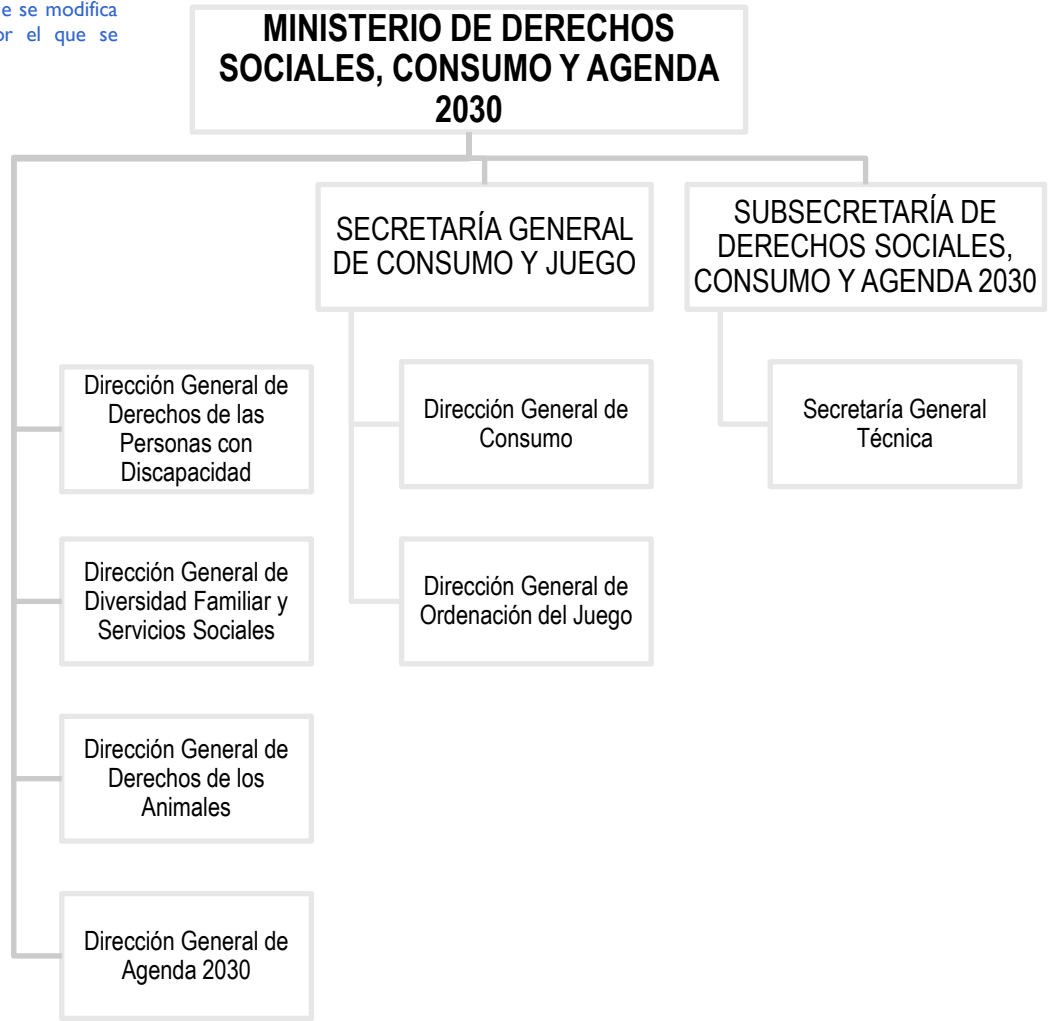 e se modifica
or el que se
MINISTERIO DE DERECHOS
SOCIALES, CONSUMO Y AGENDA
2030
SECRETARÍA GENERAL
DE CONSUMO Y JUEGO
SUBSECRETARÍA DE
DERECHOS SOCIALES,
CONSUMO Y AGENDA 2030
Dirección General de
Derechos de las
Personas con
Discapacidad
Dirección General de
Consumo
Secretaría General
Técnica
Dirección General de
Diversidad Familiar y
Servicios Sociales
Dirección General de
Ordenación del Juego
Dirección General de
Derechos de los
Animales
Dirección General de
Agenda 2030